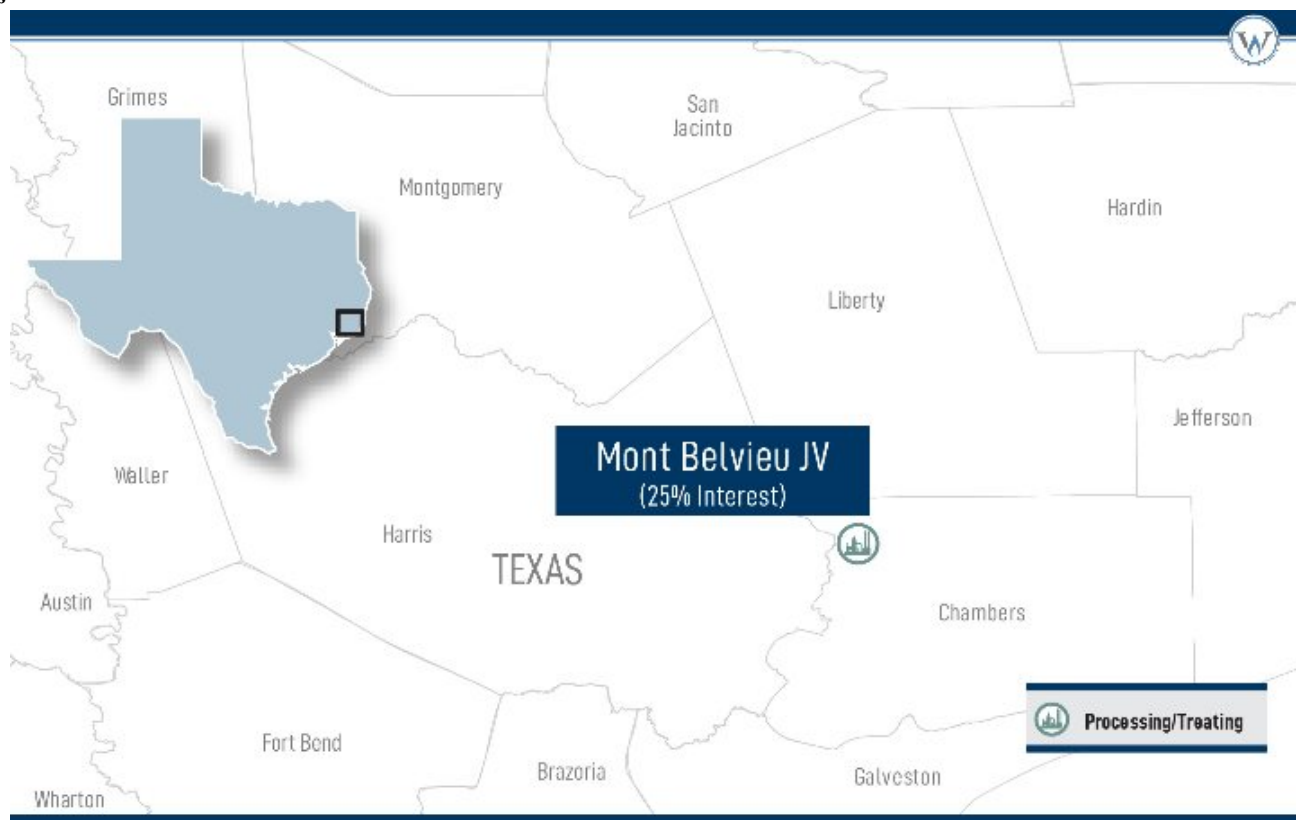 W
Grimes
San
Jacinto
Montgomery
Hardin
Liberty
Jefferson
Mont Belvieu JV
(25% Interest)
Waller
Harris
TEXAS
Austin
Chambers
Processing/Treating
Fort Bend
Brazoria
Galveston
Wharton